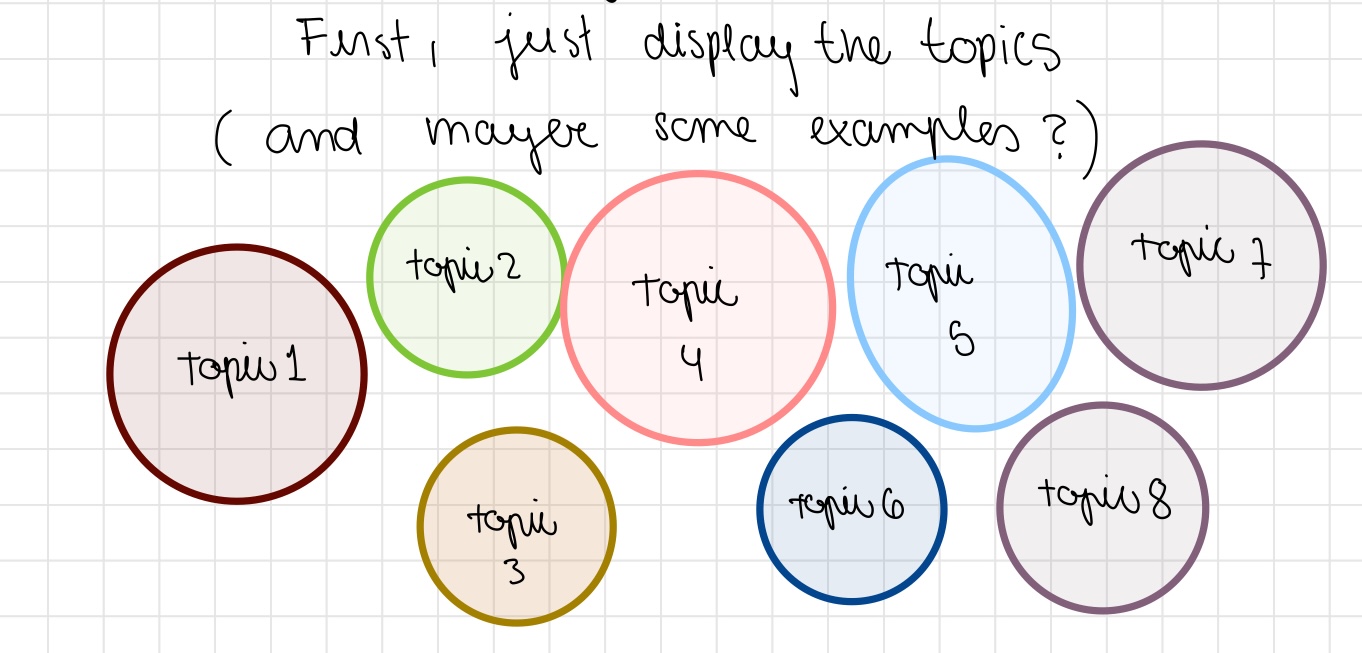 First, just display the topics
(and mayber some examples?)
topic 1
topic 2
topic
3
topic
4
topic
5
topic 6
topic 7
topic 8